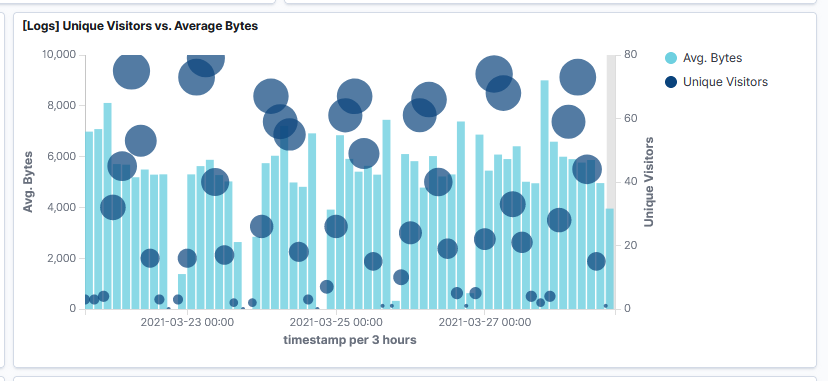 [Logs] Unique Visitors vs. Average Bytes
10,000
8,000
6,000
4,000
2,000
0
Avg. Bytes
80
60
40
20
0
Unique Visitors
2021-03-23 00:00
2021-03-25 00:00
2021-03-27 00:00
timestamp per 3 hours
Avg. Bytes
Unique Visitors